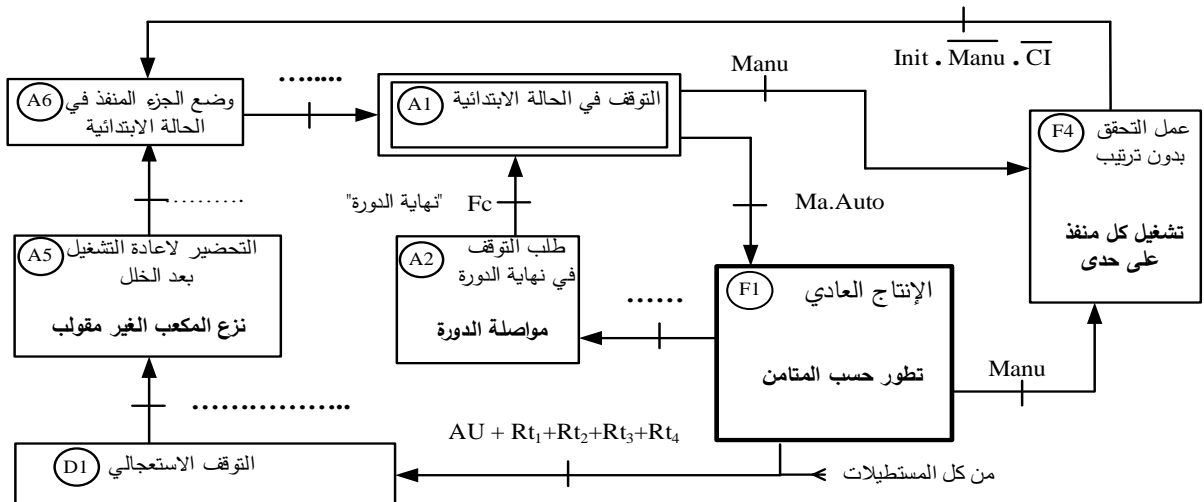 Init . Manu . CI
A6
وضع الجزء المنفذ في
الحالة الابتدائية
........
A1
التوقف في الحالة الابتدائية
Manu
F4
عمل التحقق
بدون ترتيب
تشغيل كل منفذ
على حدى
..........
"نهاية الدورة"
Fc
Ma.Auto
A5
التحضير لاعادة التشغيل
بعد الخلل
نزع المكعب الغير مقولب
A2
طلب التوقف
في نهاية الدورة
مواصلة الدورة
......
F1
الإنتاج العادي
تطور حسب المتامن
Manu
..................
AU + Rt₁+Rt₂+Rt₃+Rt₄
D1
التوقف الاستعجالي
من كل المستطيلات